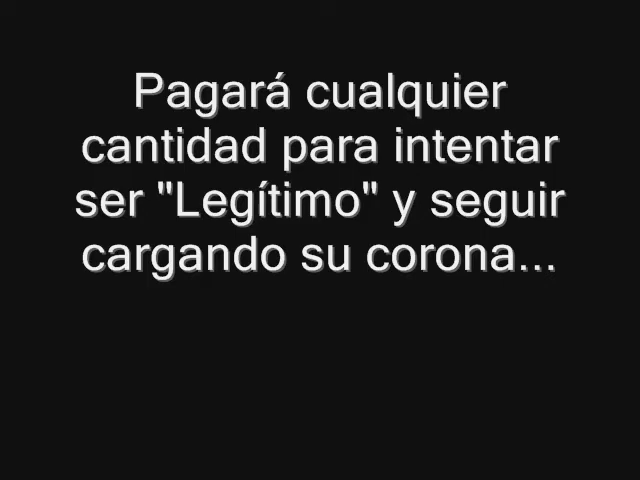 Pagará cualquier
cantidad para intentar
ser "Legítimo" y seguir
cargando su corona...